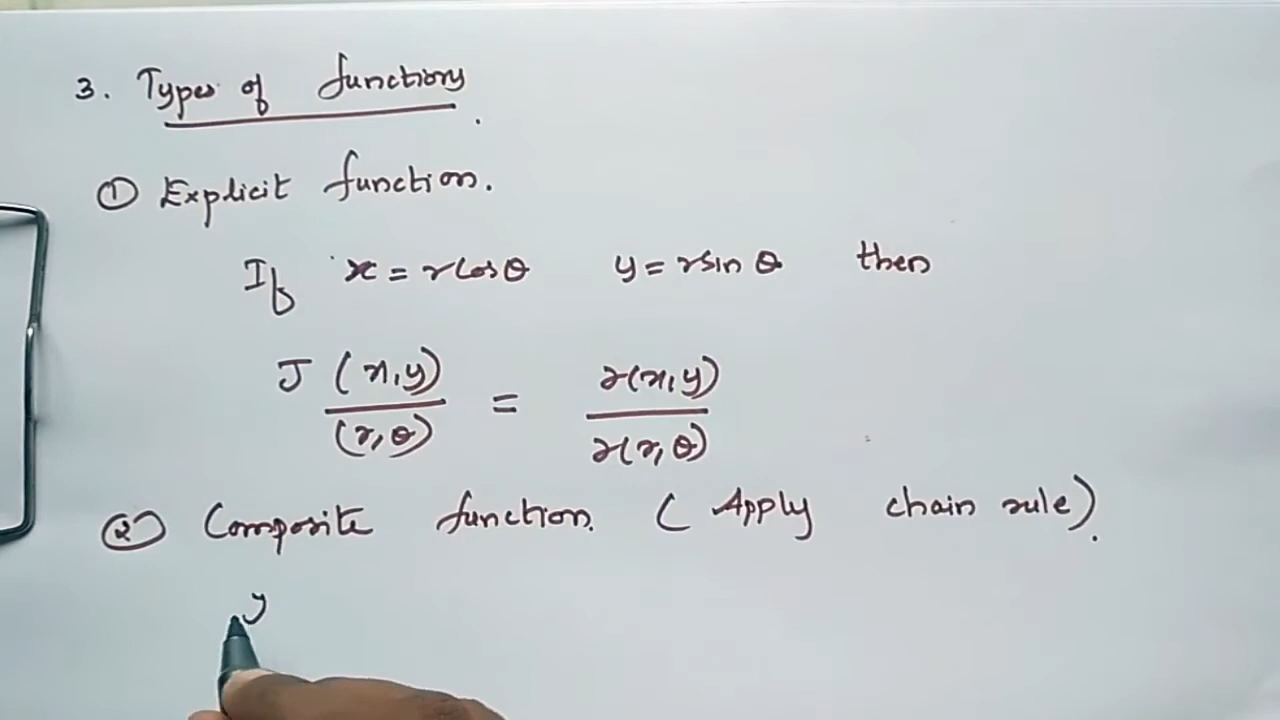 3. Types of functions.
① Explicit function.
If x = r cos θ y = r sin θ then
J (x, y) / (r, θ) = ∂(x, y) / ∂(r, θ)
② Composite function. (Apply chain rule).
y